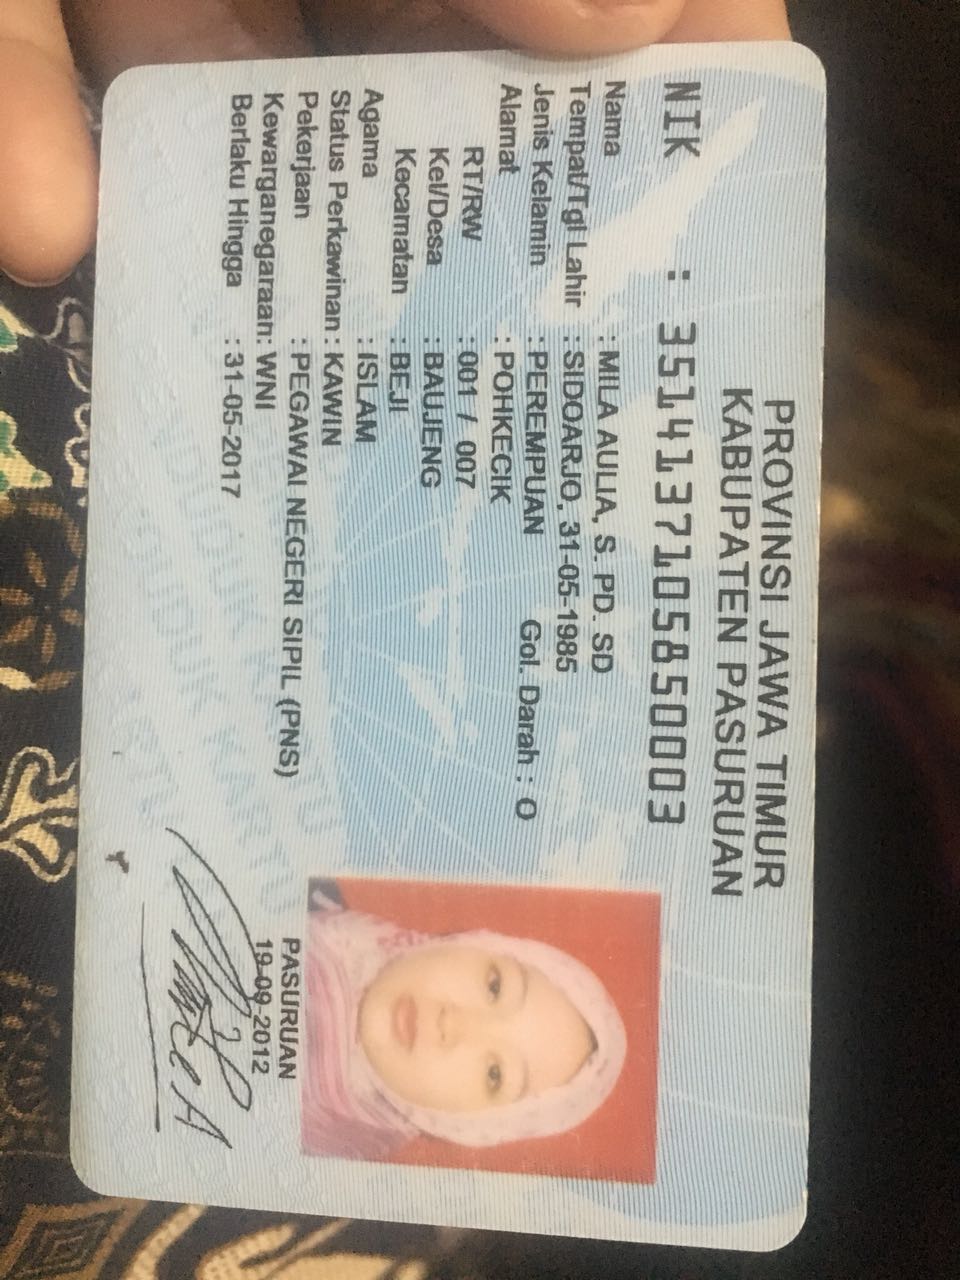 PROVINSI JAWA TIMUR
KABUPATEN PASURUAN
NIK : 3514137105850003
Nama : MILA AULIA, S. PD. SD
Tempat/Tgl Lahir : SIDOARJO, 31-05-1985
Jenis Kelamin : PEREMPUAN Gol. Darah : O
Alamat : POHKECIK
RT/RW : 001 / 007
Kel/Desa : BAUJENG
Kecamatan : BEJI
Agama : ISLAM
Status Perkawinan : KAWIN
Pekerjaan : PEGAWAI NEGERI SIPIL (PNS)
Kewarganegaraan: WNI
Berlaku Hingga : 31-05-2017
PASURUAN
19-09-2012